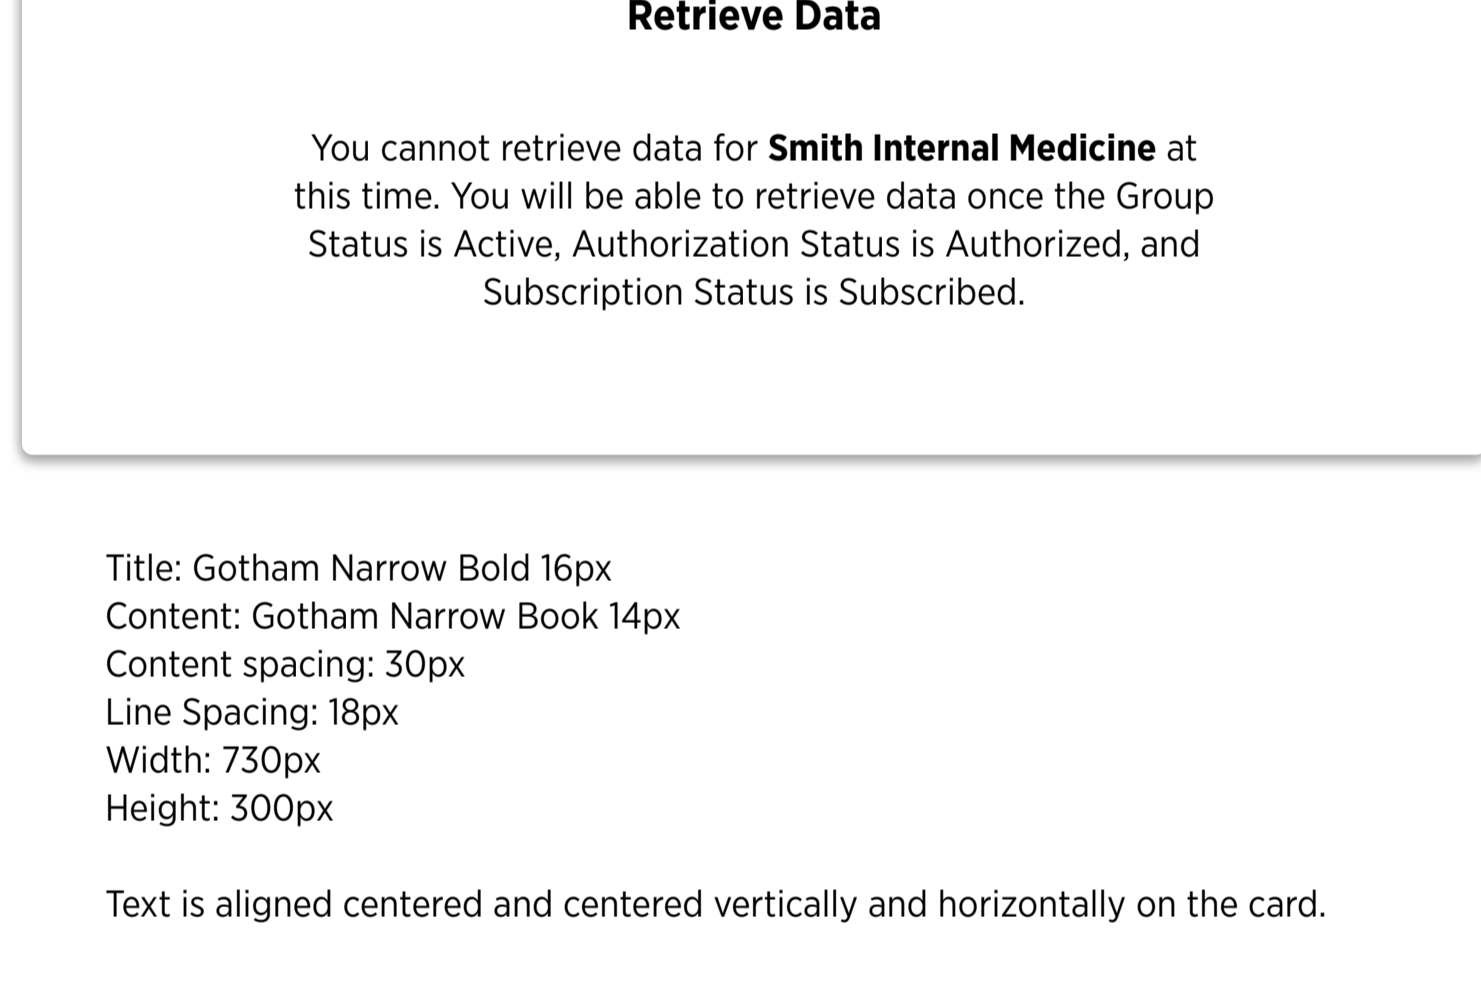 Retrieve Data
You cannot retrieve data for Smith Internal Medicine at
this time. You will be able to retrieve data once the Group
Status is Active, Authorization Status is Authorized, and
Subscription Status is Subscribed.
Title: Gotham Narrow Bold 16px
Content: Gotham Narrow Book 14px
Content spacing: 30px
Line Spacing: 18px
Width: 730px
Height: 300px
Text is aligned centered and centered vertically and horizontally on the card.